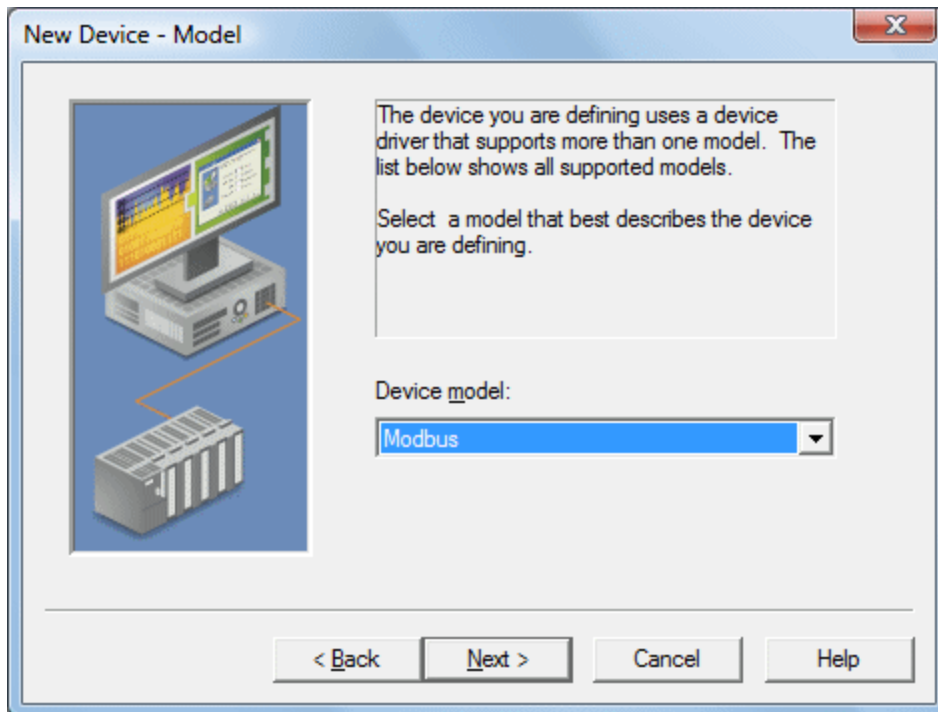 New Device - Model
The device you are defining uses a device
driver that supports more than one model.  The
list below shows all supported models.
Select  a model that best describes the device
you are defining.
Device model:
Modbus
< Back
Next >
Cancel
Help